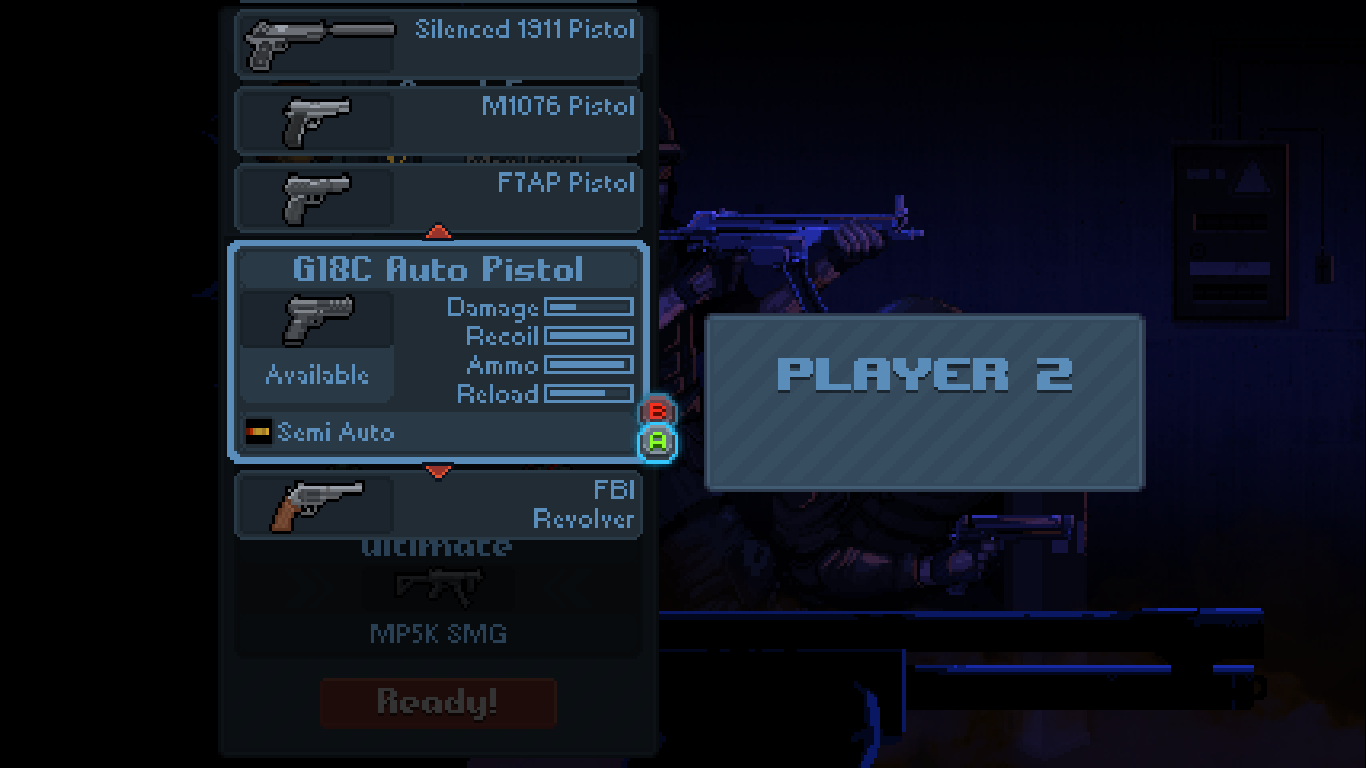 Silenced 1911 Pistol
M1076 Pistol
F7AP Pistol
G18C Auto Pistol
Damage
Recoil
Ammo
Reload
Available
Semi Auto
B
A
FBI
Revolver
Ultimate
MP5K SMG
Ready!
PLAYER 2